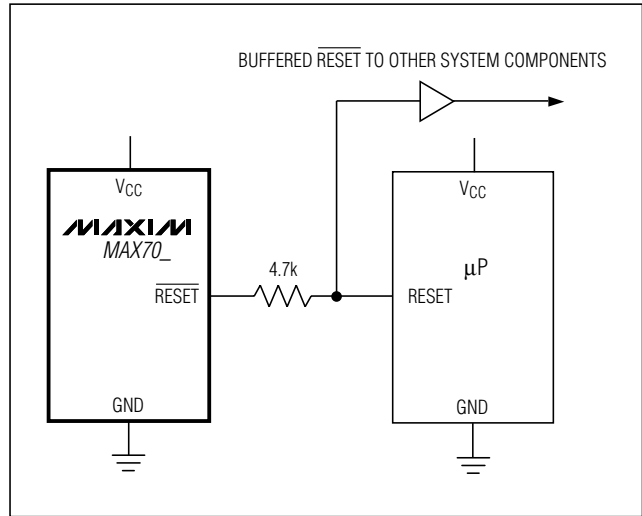 BUFFERED RESET TO OTHER SYSTEM COMPONENTS
VCC
MAXIM
MAX70_
RESET
GND
4.7k
VCC
μP
RESET
GND